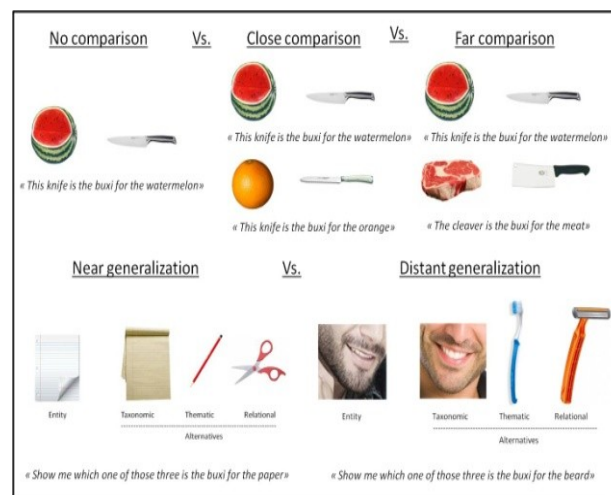 No comparison Vs. Close comparison Vs. Far comparison
« This knife is the buxi for the watermelon» « This knife is the buxi for the watermelon»
« This knife is the buxi for the watermelon»
« This knife is the buxi for the orange» « The cleaver is the buxi for the meat»
Near generalization Vs. Distant generalization
Entity Taxonomic Thematic Relational Entity Taxonomic Thematic Relational
Alternatives Alternatives
« Show me which one of those three is the buxi for the paper» « Show me which one of those three is the buxi for the beard»